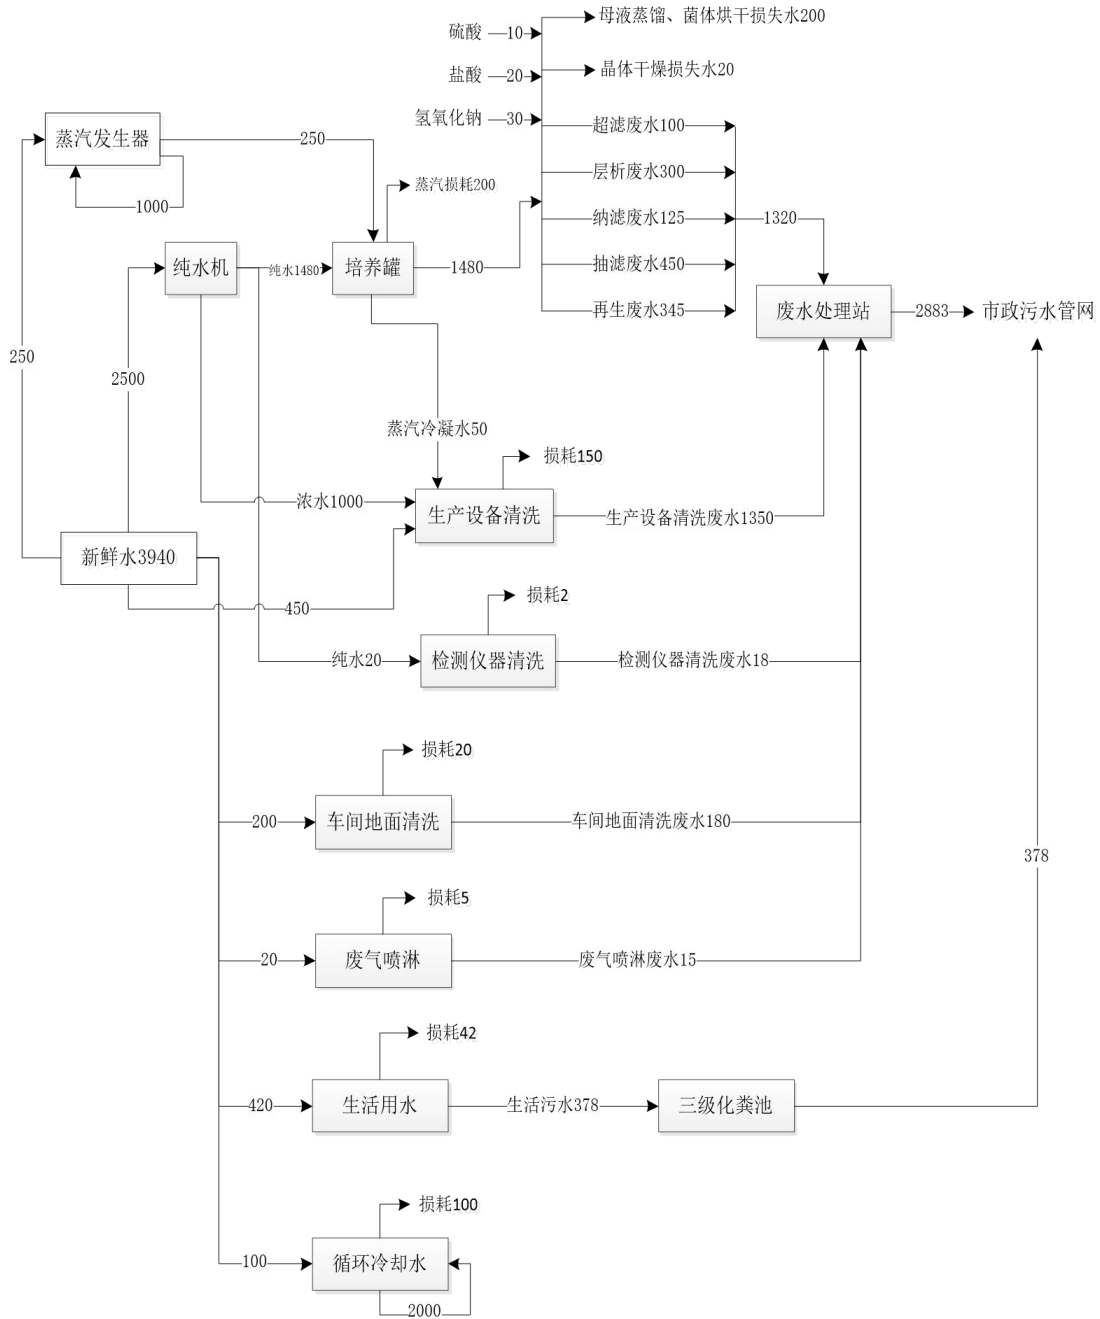 硫酸 10
母液蒸馏、菌体烘干损失水200
盐酸 20
晶体干燥损失水20
氢氧化钠 30
超滤废水100
蒸汽发生器
250
层析废水300
蒸汽损耗200
1000
纳滤废水125
1320
纯水机
纯水1480
培养罐
1480
抽滤废水450
再生废水345
废水处理站
2883
市政污水管网
250
2500
蒸汽冷凝水50
损耗150
浓水1000
生产设备清洗
生产设备清洗废水1350
新鲜水3940
450
损耗2
纯水20
检测仪器清洗
检测仪器清洗废水18
损耗20
200
车间地面清洗
车间地面清洗废水180
378
损耗5
20
废气喷淋
废气喷淋废水15
损耗42
420
生活用水
生活污水378
三级化粪池
损耗100
100
循环冷却水
2000